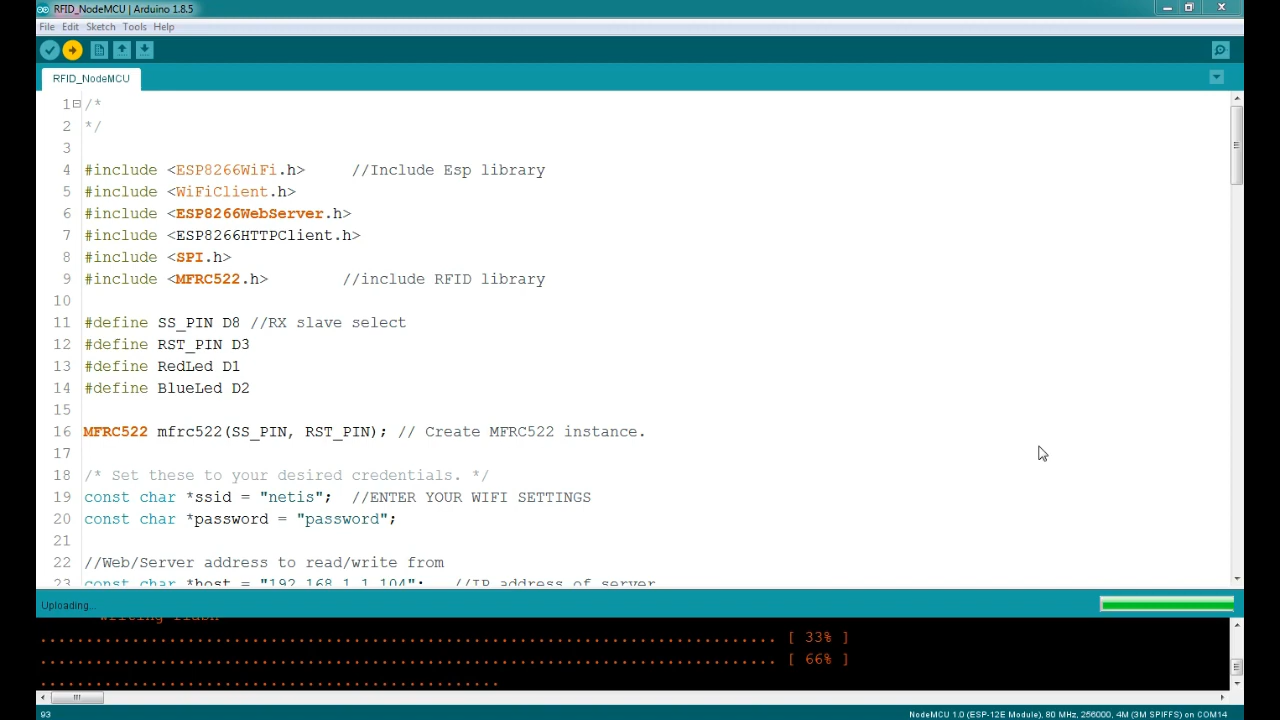 RFID_NodeMCU | Arduino 1.8.5
File Edit Sketch Tools Help
RFID_NodeMCU
1 /*
2 */
3
4 #include <ESP8266WiFi.h> //Include Esp library
5 #include <WiFiClient.h>
6 #include <ESP8266WebServer.h>
7 #include <ESP8266HTTPClient.h>
8 #include <SPI.h>
9 #include <MFRC522.h> //include RFID library
10
11 #define SS_PIN D8 //RX slave select
12 #define RST_PIN D3
13 #define RedLed D1
14 #define BlueLed D2
15
16 MFRC522 mfrc522(SS_PIN, RST_PIN); // Create MFRC522 instance.
17
18 /* Set these to your desired credentials. */
19 const char *ssid = "netis"; //ENTER YOUR WIFI SETTINGS
20 const char *password = "password";
21
22 //Web/Server address to read/write from
23 const char *host = "192.168.1.104"; //IP address of server
Uploading...
writing flash
................................................................................ [ 33% ]
................................................................................ [ 66% ]
..................................................
93
NodeMCU 1.0 (ESP-12E Module), 80 MHz, 256000, 4M (3M SPIFFS) on COM14